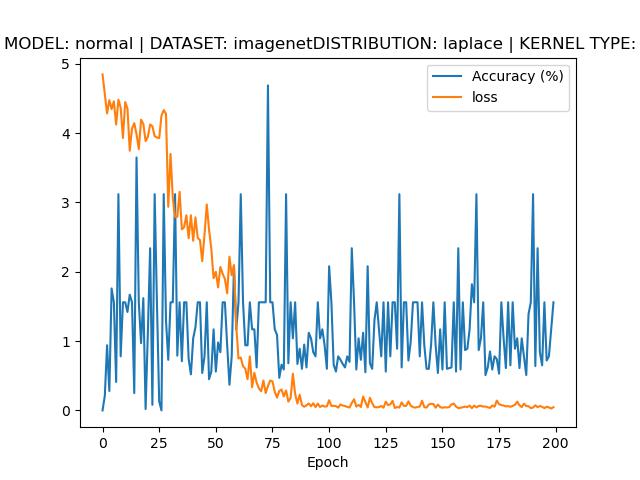 MODEL: normal | DATASET: imagenetDISTRIBUTION: laplace | KERNEL TYPE:
5
4
3
2
1
0
Accuracy (%)
loss
0 25 50 75 100 125 150 175 200
Epoch